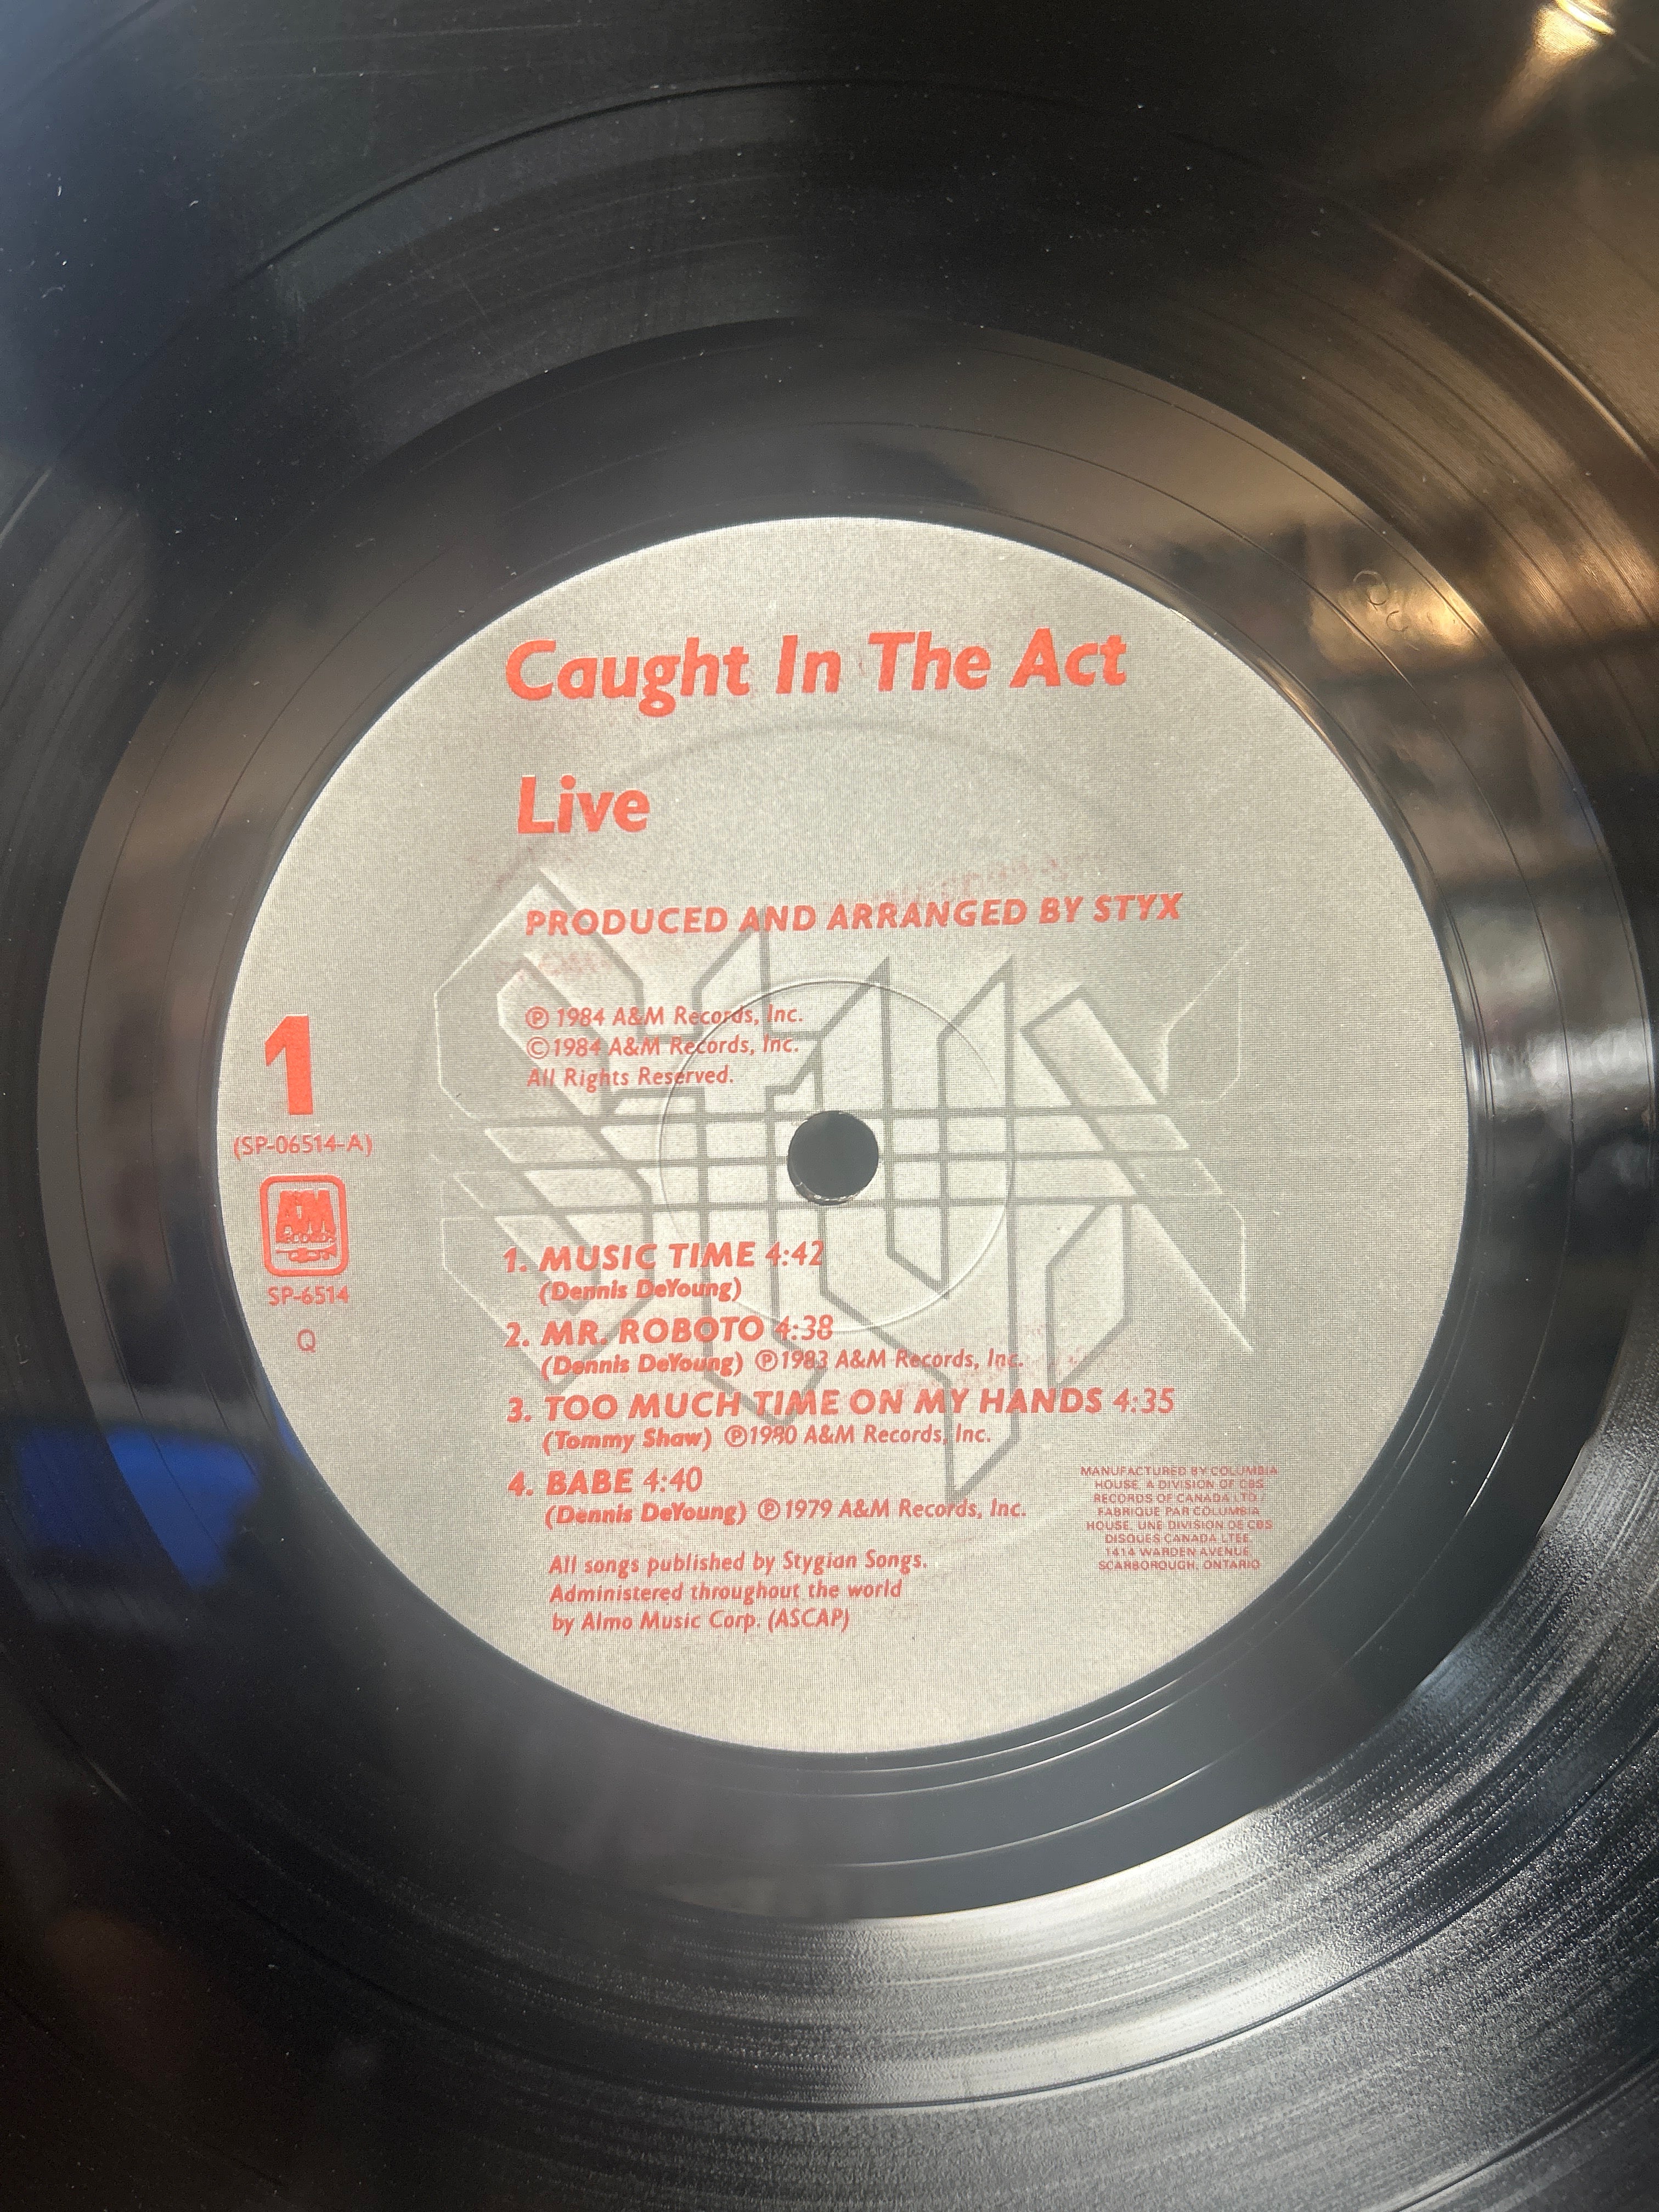 Caught In The Act
Live
PRODUCED AND ARRANGED BY STYX
℗ 1984 A&M Records, Inc.
©1984 A&M Records, Inc.
All Rights Reserved.
1
(SP-06514-A)
A&M
RECORDS
SP-6514
Q
STYX
1. MUSIC TIME 4:42
(Dennis DeYoung)
2. MR. ROBOTO 4:38
(Dennis DeYoung) ℗1983 A&M Records, Inc.
3. TOO MUCH TIME ON MY HANDS 4:35
(Tommy Shaw) ℗1980 A&M Records, Inc.
4. BABE 4:40
(Dennis DeYoung) ℗1979 A&M Records, Inc.
All songs published by Stygian Songs.
Administered throughout the world
by Almo Music Corp. (ASCAP)
MANUFACTURED BY COLUMBIA
HOUSE, A DIVISION OF CBS
RECORDS OF CANADA LTD./
FABRIQUE PAR COLUMBIA
HOUSE, UNE DIVISION DE CBS
DISQUES CANADA LTEE,
1414 WARDEN AVENUE,
SCARBOROUGH, ONTARIO